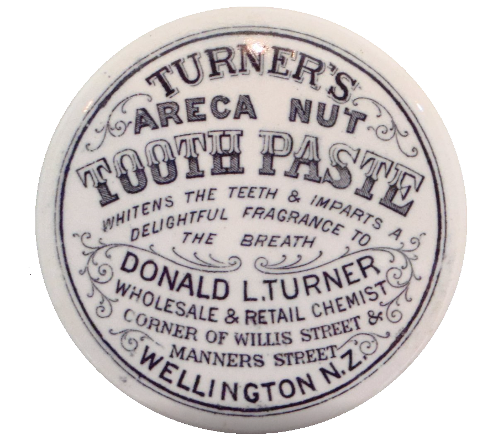 TURNER'S
ARECA NUT
TOOTH PASTE
WHITENS THE TEETH & IMPARTS A
DELIGHTFUL FRAGRANCE TO
THE BREATH
DONALD L. TURNER
WHOLESALE & RETAIL CHEMIST
CORNER OF WILLIS STREET &
MANNERS STREET
WELLINGTON N.Z.